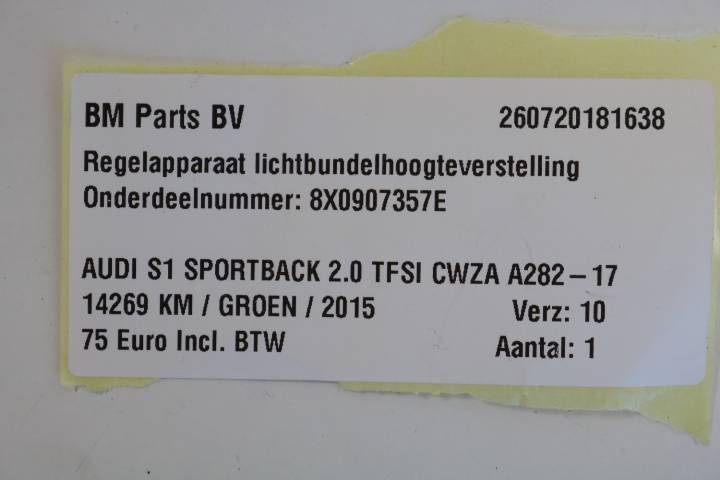 BM Parts BV 260720181638
Regelapparaat lichtbundelhoogteverstelling
Onderdeelnummer: 8X0907357E
AUDI S1 SPORTBACK 2.0 TFSI CWZA A282-17
14269 KM / GROEN / 2015 Verz: 10
75 Euro Incl. BTW Aantal: 1